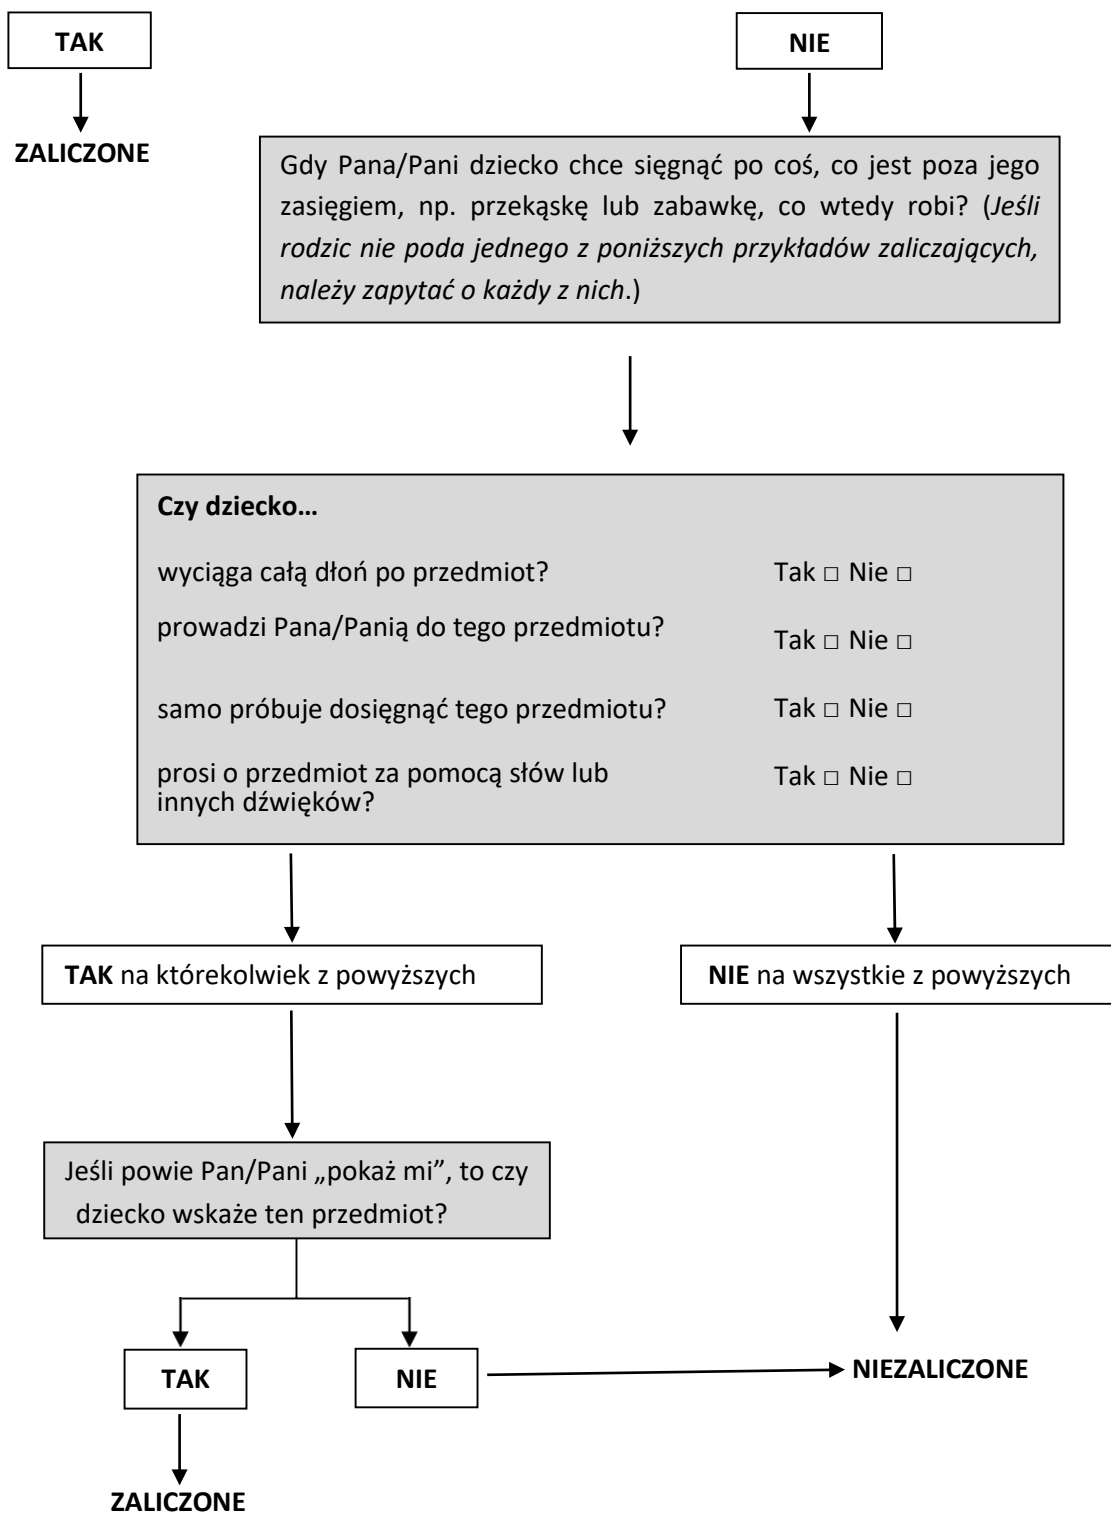 TAK
NIE
ZALICZONE
Gdy Pana/Pani dziecko chce sięgnąć po coś, co jest poza jego
zasięgiem, np. przekąskę lub zabawkę, co wtedy robi? (Jeśli
rodzic nie poda jednego z poniższych przykładów zaliczających,
należy zapytać o każdy z nich.)
Czy dziecko…
wyciąga całą dłoń po przedmiot? Tak □ Nie □
prowadzi Pana/Panią do tego przedmiotu? Tak □ Nie □
samo próbuje dosięgnąć tego przedmiotu? Tak □ Nie □
prosi o przedmiot za pomocą słów lub Tak □ Nie □
innych dźwięków?
TAK na którekolwiek z powyższych
NIE na wszystkie z powyższych
Jeśli powie Pan/Pani „pokaż mi”, to czy
dziecko wskaże ten przedmiot?
TAK
NIE
NIEZALICZONE
ZALICZONE